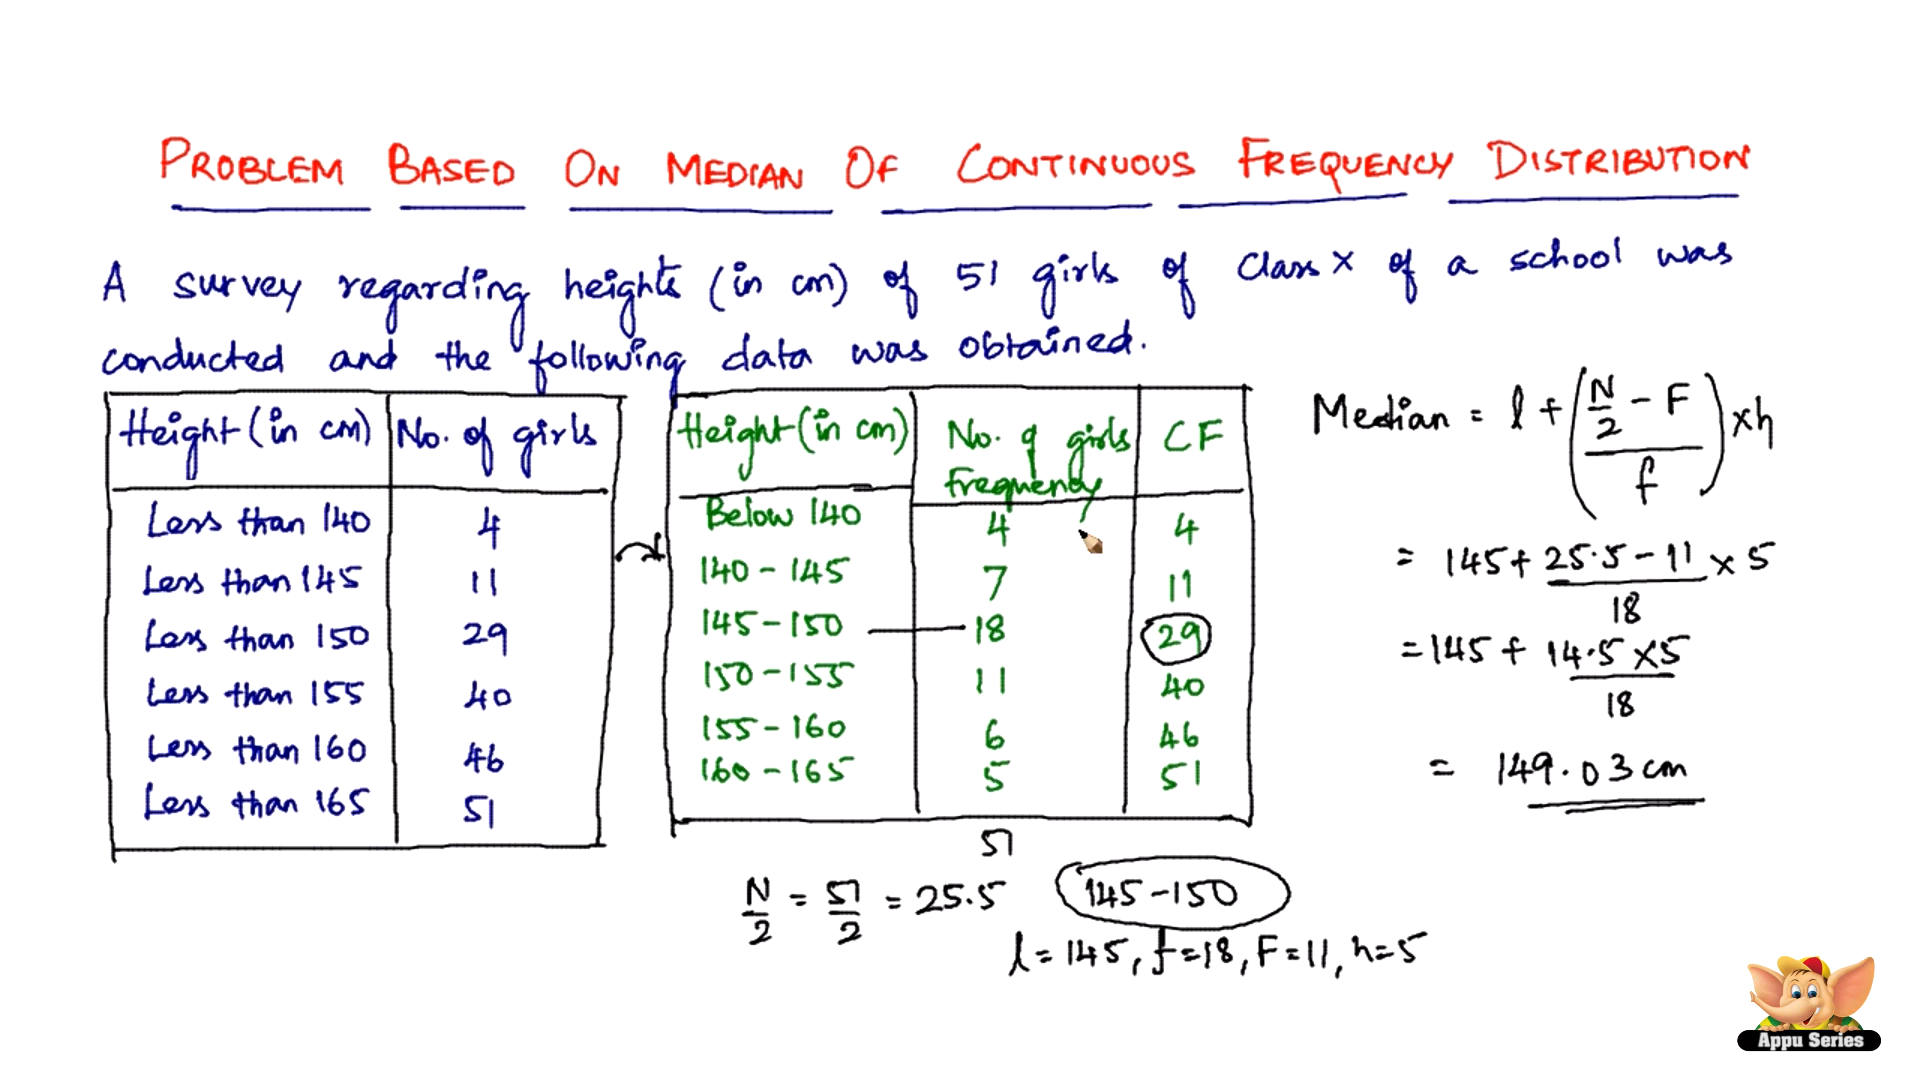 PROBLEM BASED ON MEDIAN OF CONTINUOUS FREQUENCY DISTRIBUTION
A survey regarding heights (in cm) of 51 girls of class X of a school was
conducted and the following data was obtained.
Height (in cm) No. of girls
Less than 140 4
Less than 145 11
Less than 150 29
Less than 155 40
Less than 160 46
Less than 165 51
Height (in cm) No. of girls CF
frequency
Below 140 4 4
140 - 145 7 11
145 - 150 18 29
150 - 155 11 40
155 - 160 6 46
160 - 165 5 51
51
N/2 = 51/2 = 25.5 145 - 150
l = 145, f = 18, F = 11, h = 5
Median = l + ((N/2 - F)/f) × h
= 145 + (25.5 - 11)/18 × 5
= 145 + (14.5 × 5)/18
= 149.03 cm
Appu Series